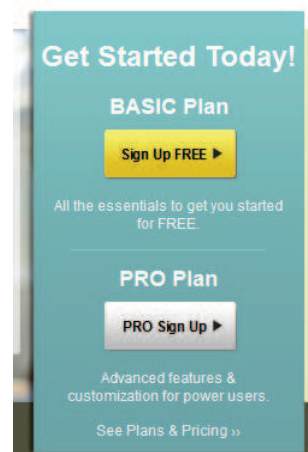 Get Started Today!
BASIC Plan
Sign Up FREE ▶
All the essentials to get you started
for FREE.
PRO Plan
PRO Sign Up ▶
Advanced features &
customization for power users.
See Plans & Pricing ››